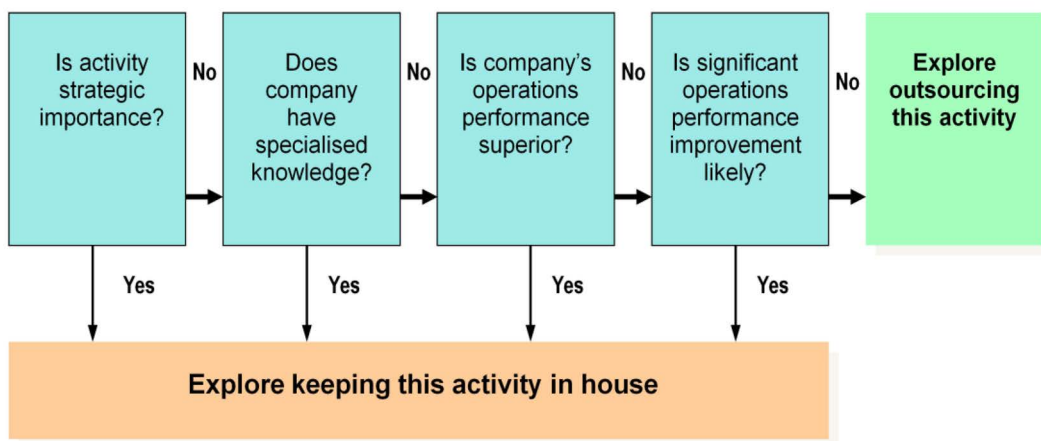 Is activity
strategic
importance?
No
Does
company
have
specialised
knowledge?
No
Is company's
operations
performance
superior?
No
Is significant
operations
performance
improvement
likely?
No
Explore
outsourcing
this activity
Yes
Yes
Yes
Yes
Explore keeping this activity in house